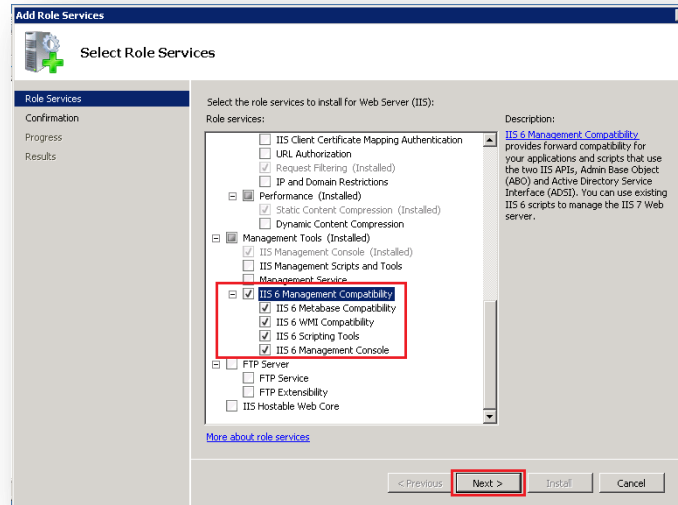 Add Role Services
Select Role Services
Role Services
Confirmation
Progress
Results
Select the role services to install for Web Server (IIS):
Role services:
IIS Client Certificate Mapping Authentication
URL Authorization
Request Filtering (Installed)
IP and Domain Restrictions
Performance (Installed)
Static Content Compression (Installed)
Dynamic Content Compression
Management Tools (Installed)
IIS Management Console (Installed)
IIS Management Scripts and Tools
Management Service
IIS 6 Management Compatibility
IIS 6 Metabase Compatibility
IIS 6 WMI Compatibility
IIS 6 Scripting Tools
IIS 6 Management Console
FTP Server
FTP Service
FTP Extensibility
IIS Hostable Web Core
More about role services
Description:
IIS 6 Management Compatibility
provides forward compatibility for
your applications and scripts that use
the two IIS APIs, Admin Base Object
(ABO) and Active Directory Service
Interface (ADSI). You can use existing
IIS 6 scripts to manage the IIS 7 Web
server.
< Previous
Next >
Install
Cancel